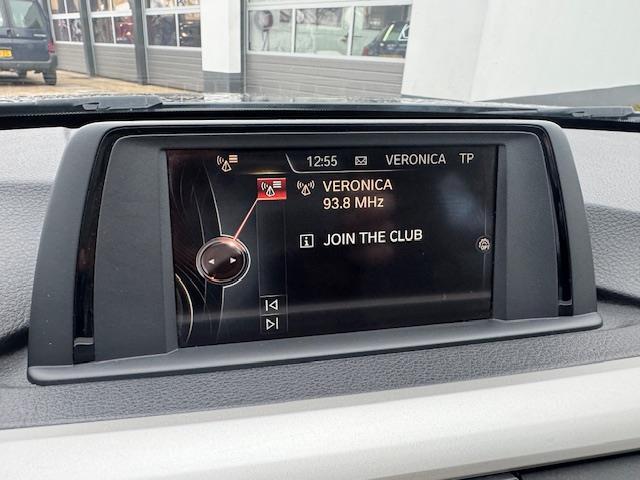 12:55 VERONICA TP
VERONICA
93.8 MHz
JOIN THE CLUB